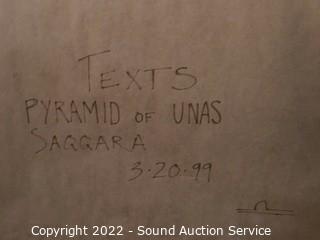 TEXTS
PYRAMID OF UNAS
SAQQARA
3.20.99
Copyright 2022 - Sound Auction Service